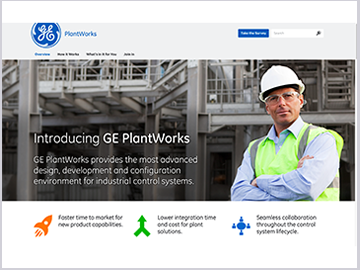 GE
PlantWorks
Take the Survey
Search
Overview
How it Works
What's in it for You
Join In
Introducing GE PlantWorks
GE PlantWorks provides the most advanced
design, development and configuration
environment for industrial control systems.
Faster time to market for
new product capabilities.
Lower integration time
and cost for plant
solutions.
Seamless collaboration
throughout the control
system lifecycle.